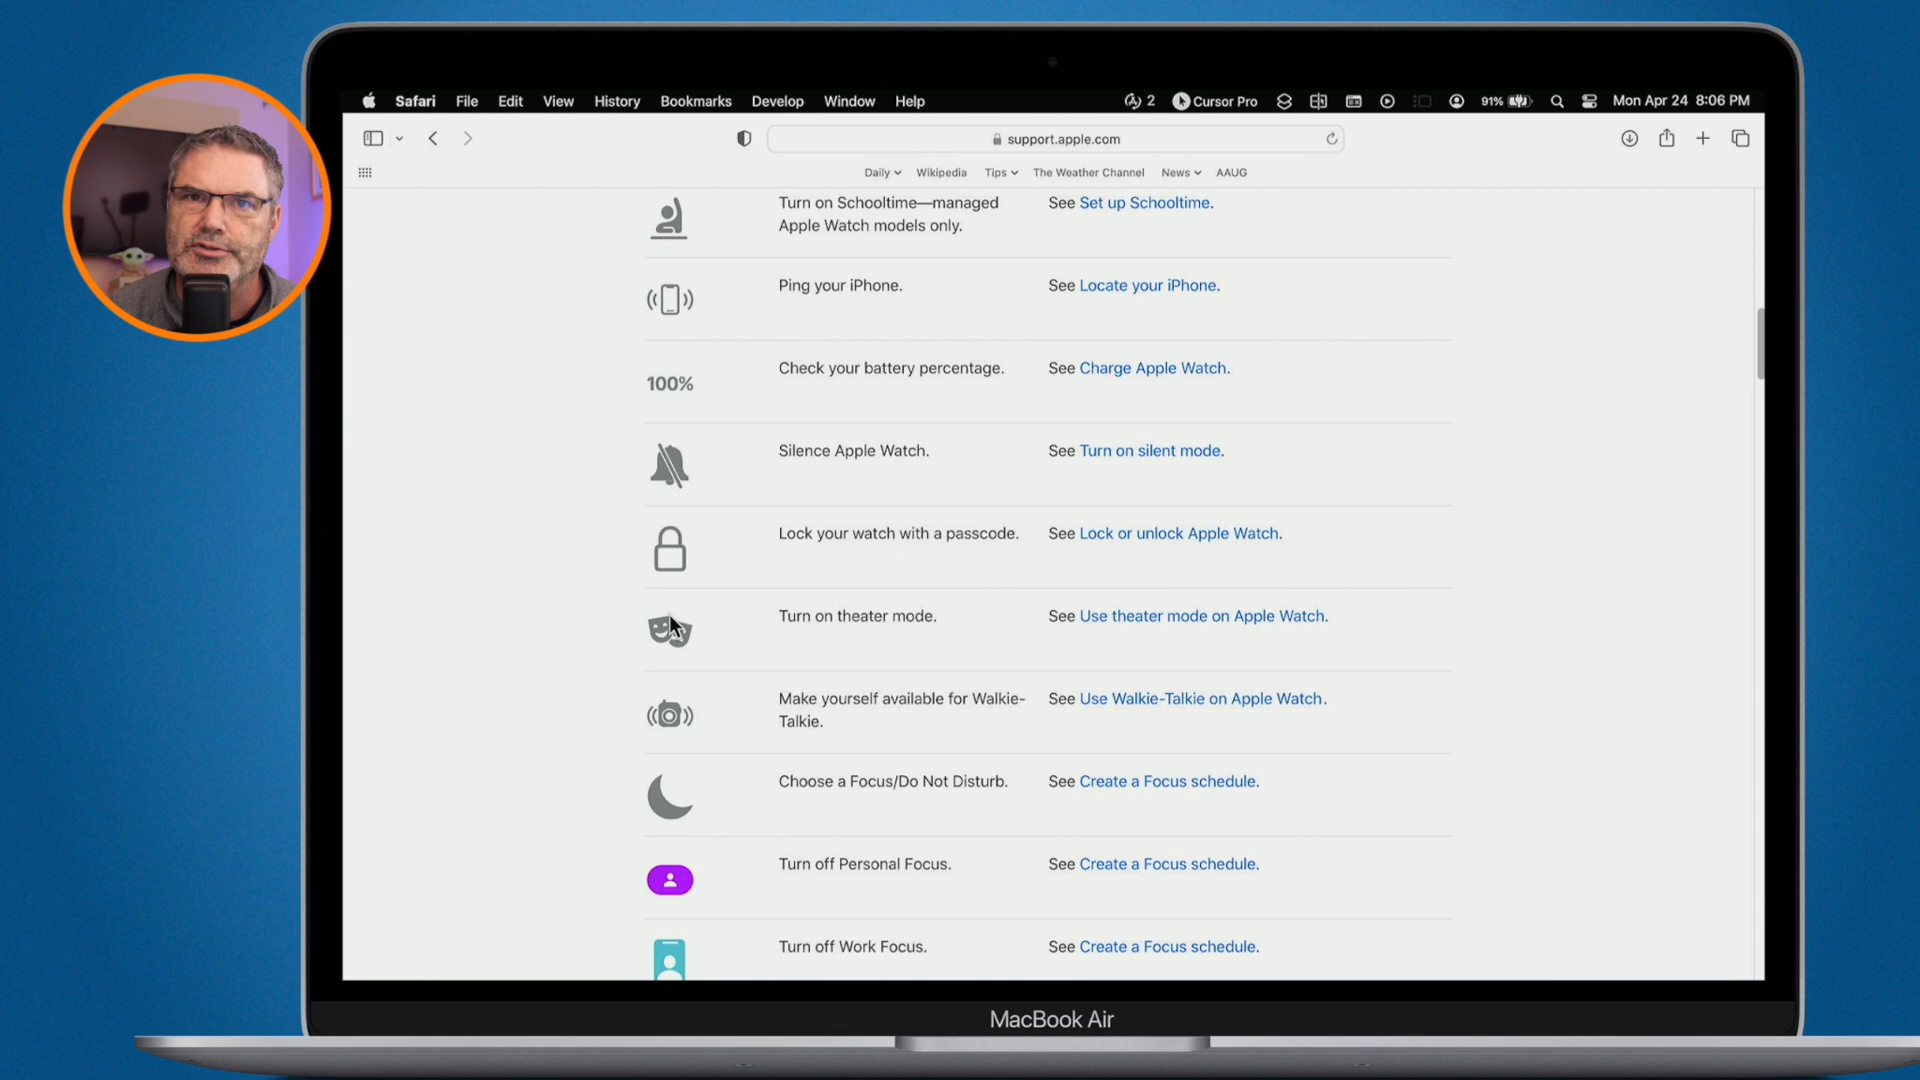 Safari File Edit View History Bookmarks Develop Window Help 2 Cursor Pro 91% Mon Apr 24 8:06 PM
support.apple.com
Daily Wikipedia Tips The Weather Channel News AAUG
Turn on Schooltime—managed See Set up Schooltime.
Apple Watch models only.
Ping your iPhone. See Locate your iPhone.
Check your battery percentage. See Charge Apple Watch.
100%
Silence Apple Watch. See Turn on silent mode.
Lock your watch with a passcode. See Lock or unlock Apple Watch.
Turn on theater mode. See Use theater mode on Apple Watch.
Make yourself available for Walkie- See Use Walkie-Talkie on Apple Watch.
Talkie.
Choose a Focus/Do Not Disturb. See Create a Focus schedule.
Turn off Personal Focus. See Create a Focus schedule.
Turn off Work Focus. See Create a Focus schedule.
MacBook Air